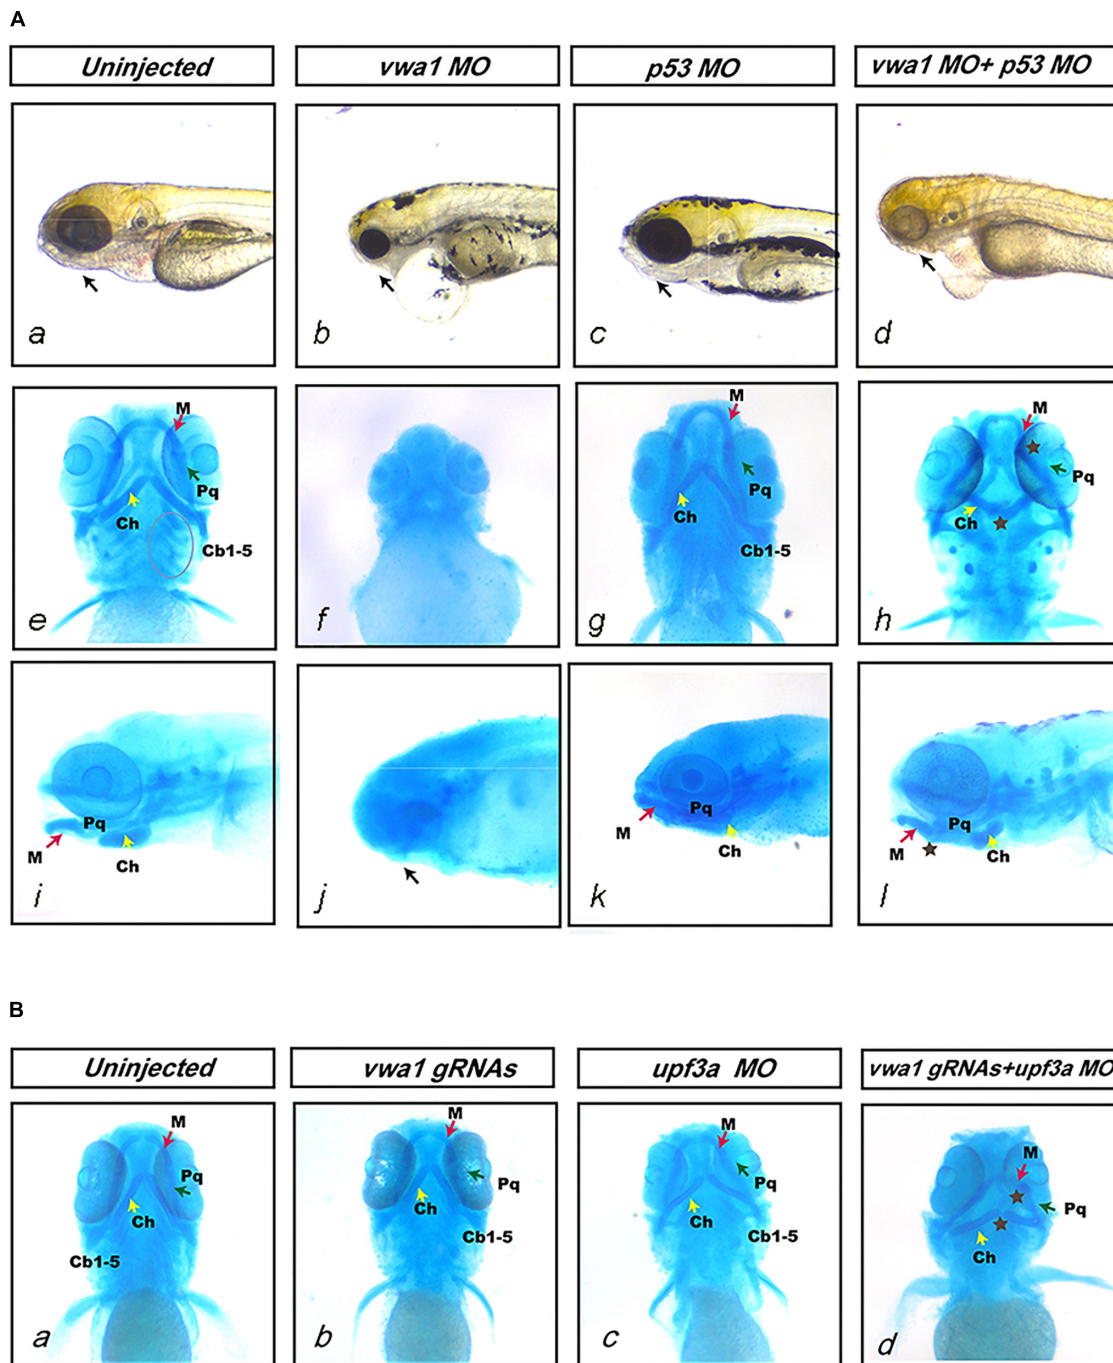 A
Uninjected vwa1 MO p53 MO vwa1 MO+ p53 MO
a b c d
M M M
Pq Pq Pq
Ch Ch Ch
Cb1-5 Cb1-5
e f g h
Pq Pq Pq
M Ch M Ch M Ch
i j k l
B
Uninjected vwa1 gRNAs upf3a MO vwa1 gRNAs+upf3a MO
M M M M
Pq Pq Pq Pq
Ch Ch Ch Ch
Cb1-5 Cb1-5 Cb1-5
a b c d